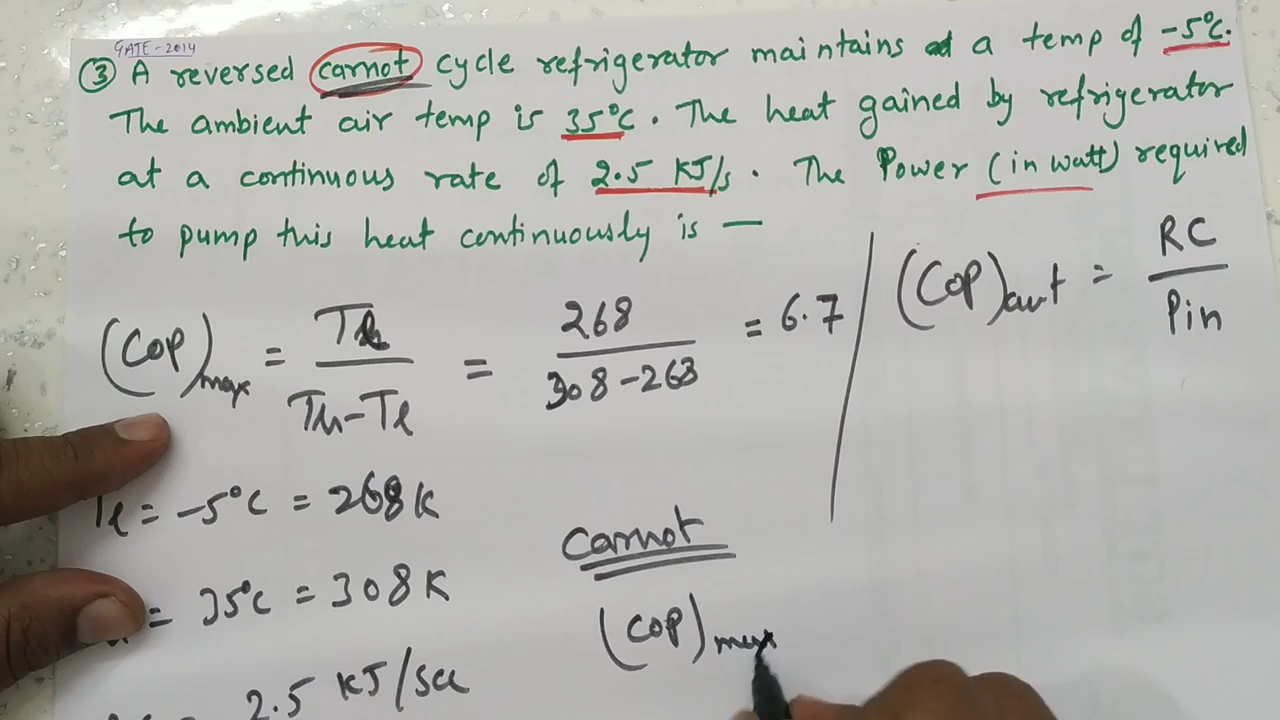 GATE-2014
③ A reversed carnot cycle refrigerator maintains a temp of -5°C.
The ambient air temp is 35°C. The heat gained by refrigerator
at a continuous rate of 2.5 KJ/s. The Power (in watt) required
to pump this heat continuously is —
(COP)max = Tl / Th-Tl = 268 / 308-268 = 6.7
(COP)act = RC / Pin
Tl = -5°C = 268K
= 35°C = 308K
2.5 KJ/sec
Carnot
(COP)max